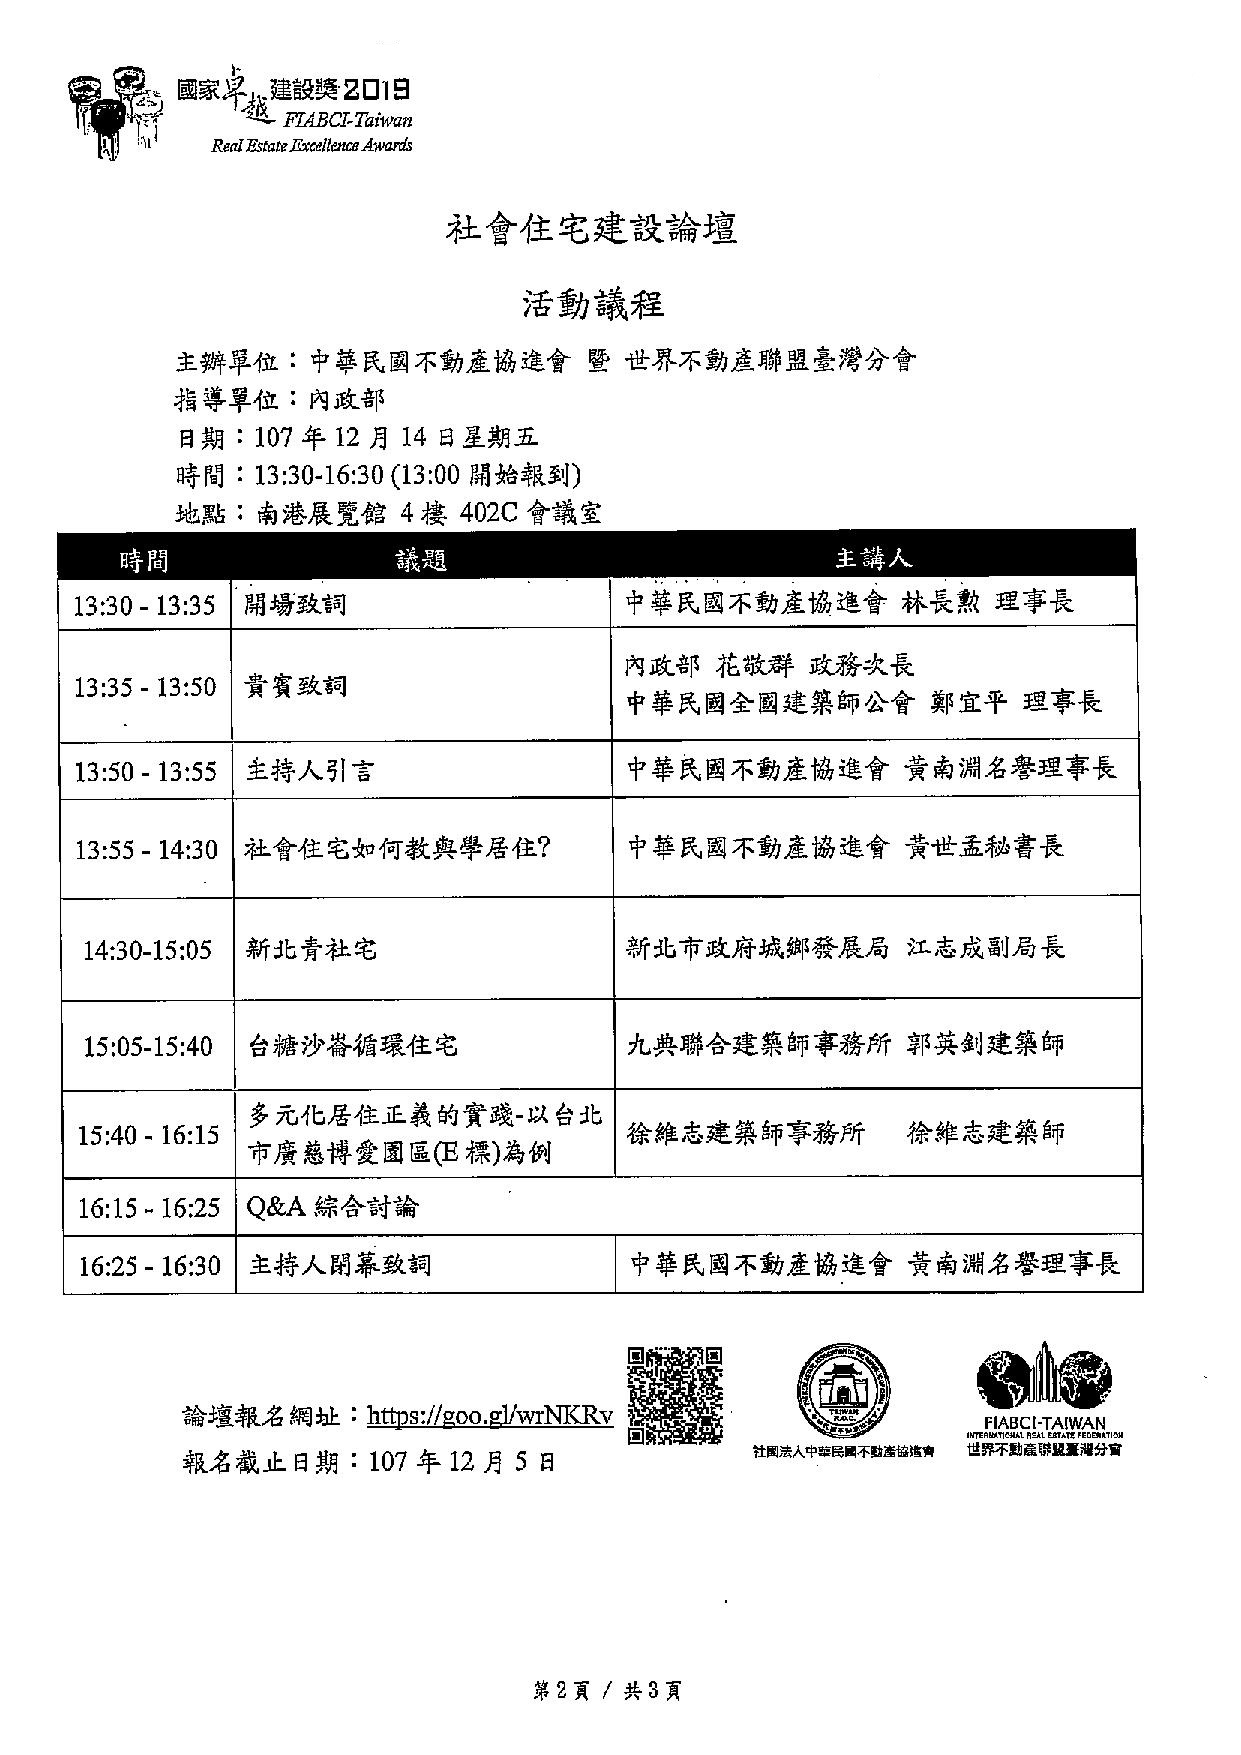 國家卓越建設獎2019
FIABCI-Taiwan
Real Estate Excellence Awards
社會住宅建設論壇
活動議程
主辦單位：中華民國不動產協進會 暨 世界不動產聯盟臺灣分會
指導單位：內政部
日期：107 年 12 月 14 日星期五
時間：13:30-16:30 (13:00 開始報到)
地點：南港展覽館 4樓 402C 會議室
時間 議題 主講人
13:30 - 13:35 開場致詞 中華民國不動產協進會 林長勲 理事長
13:35 - 13:50 貴賓致詞 內政部 花敬群 政務次長
中華民國全國建築師公會 鄭宜平 理事長
13:50 - 13:55 主持人引言 中華民國不動產協進會 黃南淵名譽理事長
13:55 - 14:30 社會住宅如何教與學居住? 中華民國不動產協進會 黃世孟秘書長
14:30-15:05 新北青社宅 新北市政府城鄉發展局 江志成副局長
15:05-15:40 台糖沙崙循環住宅 九典聯合建築師事務所 郭英釗建築師
15:40 - 16:15 多元化居住正義的實踐-以台北
市廣慈博愛園區(E 標)為例 徐維志建築師事務所 徐維志建築師
16:15 - 16:25 Q&A 綜合討論
16:25 - 16:30 主持人閉幕致詞 中華民國不動產協進會 黃南淵名譽理事長
論壇報名網址：https://goo.gl/wrNKRv
報名截止日期：107 年 12 月 5 日
TAIWAN
R.O.C.
社團法人中華民國不動產協進會
FIABCI-TAIWAN
INTERNATIONAL REAL ESTATE FEDERATION
世界不動產聯盟臺灣分會
第2頁 / 共3頁